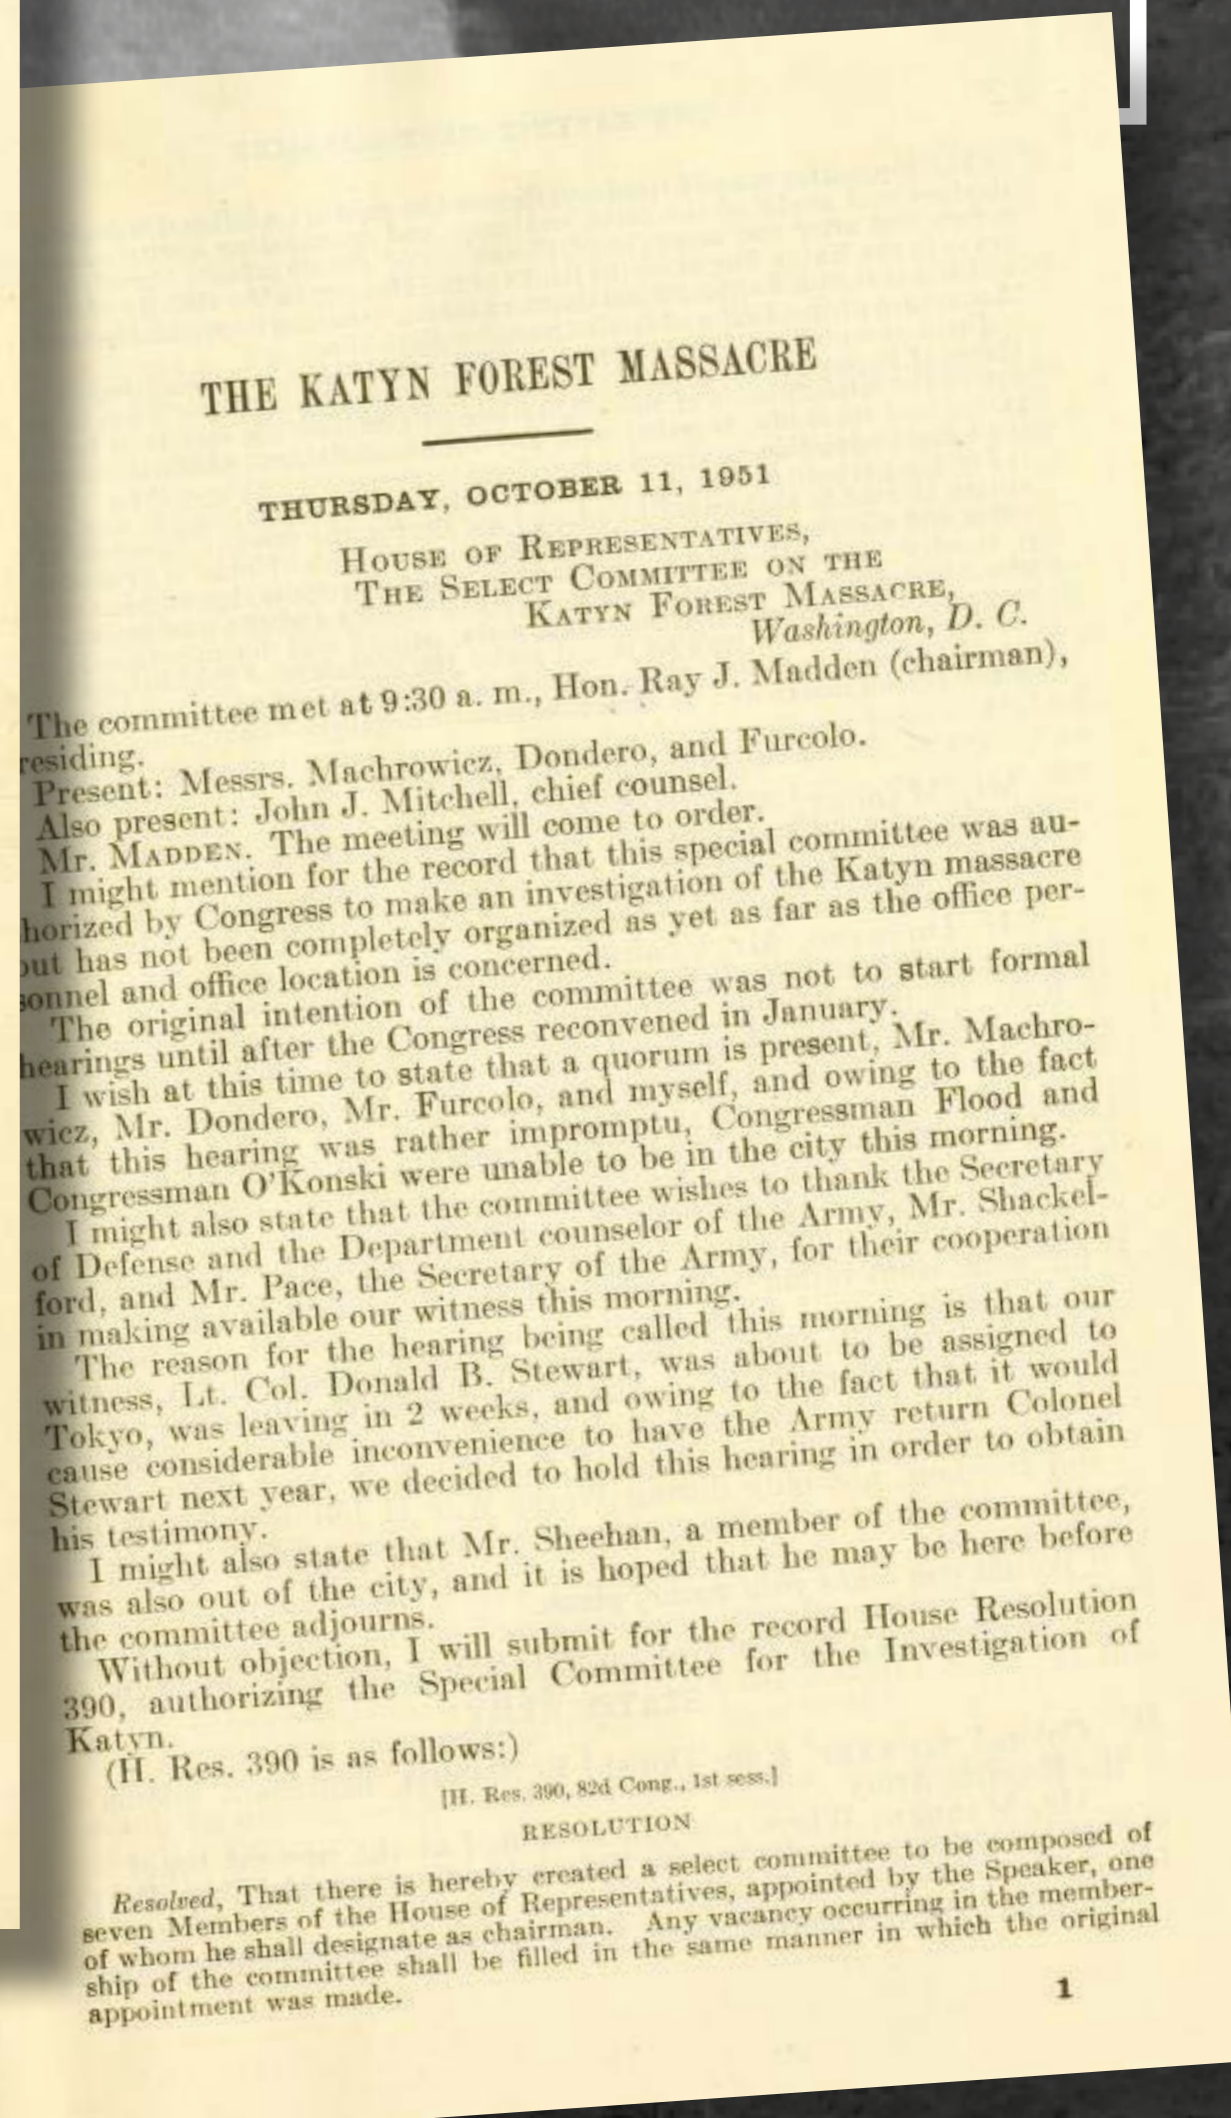 THE KATYN FOREST MASSACRE
THURSDAY, OCTOBER 11, 1951
HOUSE OF REPRESENTATIVES,
THE SELECT COMMITTEE ON THE
KATYN FOREST MASSACRE,
Washington, D. C.
The committee met at 9:30 a. m., Hon. Ray J. Madden (chairman),
residing.
Present: Messrs. Machrowicz, Dondero, and Furcolo.
Also present: John J. Mitchell, chief counsel.
Mr. MADDEN. The meeting will come to order.
I might mention for the record that this special committee was au-
horized by Congress to make an investigation of the Katyn massacre
out has not been completely organized as yet as far as the office per-
sonnel and office location is concerned.
The original intention of the committee was not to start formal
hearings until after the Congress reconvened in January.
I wish at this time to state that a quorum is present, Mr. Machro-
wicz, Mr. Dondero, Mr. Furcolo, and myself, and owing to the fact
that this hearing was rather impromptu, Congressman Flood and
Congressman O'Konski were unable to be in the city this morning.
I might also state that the committee wishes to thank the Secretary
of Defense and the Department counselor of the Army, Mr. Shackel-
ford, and Mr. Pace, the Secretary of the Army, for their cooperation
in making available our witness this morning.
The reason for the hearing being called this morning is that our
witness, Lt. Col. Donald B. Stewart, was about to be assigned to
Tokyo, was leaving in 2 weeks, and owing to the fact that it would
cause considerable inconvenience to have the Army return Colonel
Stewart next year, we decided to hold this hearing in order to obtain
his testimony.
I might also state that Mr. Sheehan, a member of the committee,
was also out of the city, and it is hoped that he may be here before
the committee adjourns.
Without objection, I will submit for the record House Resolution
390, authorizing the Special Committee for the Investigation of
Katyn.
(H. Res. 390 is as follows:)
[H. Res. 390, 82d Cong., 1st sess.]
RESOLUTION
Resolved, That there is hereby created a select committee to be composed of
seven Members of the House of Representatives, appointed by the Speaker, one
of whom he shall designate as chairman. Any vacancy occurring in the member-
ship of the committee shall be filled in the same manner in which the original
appointment was made.
1